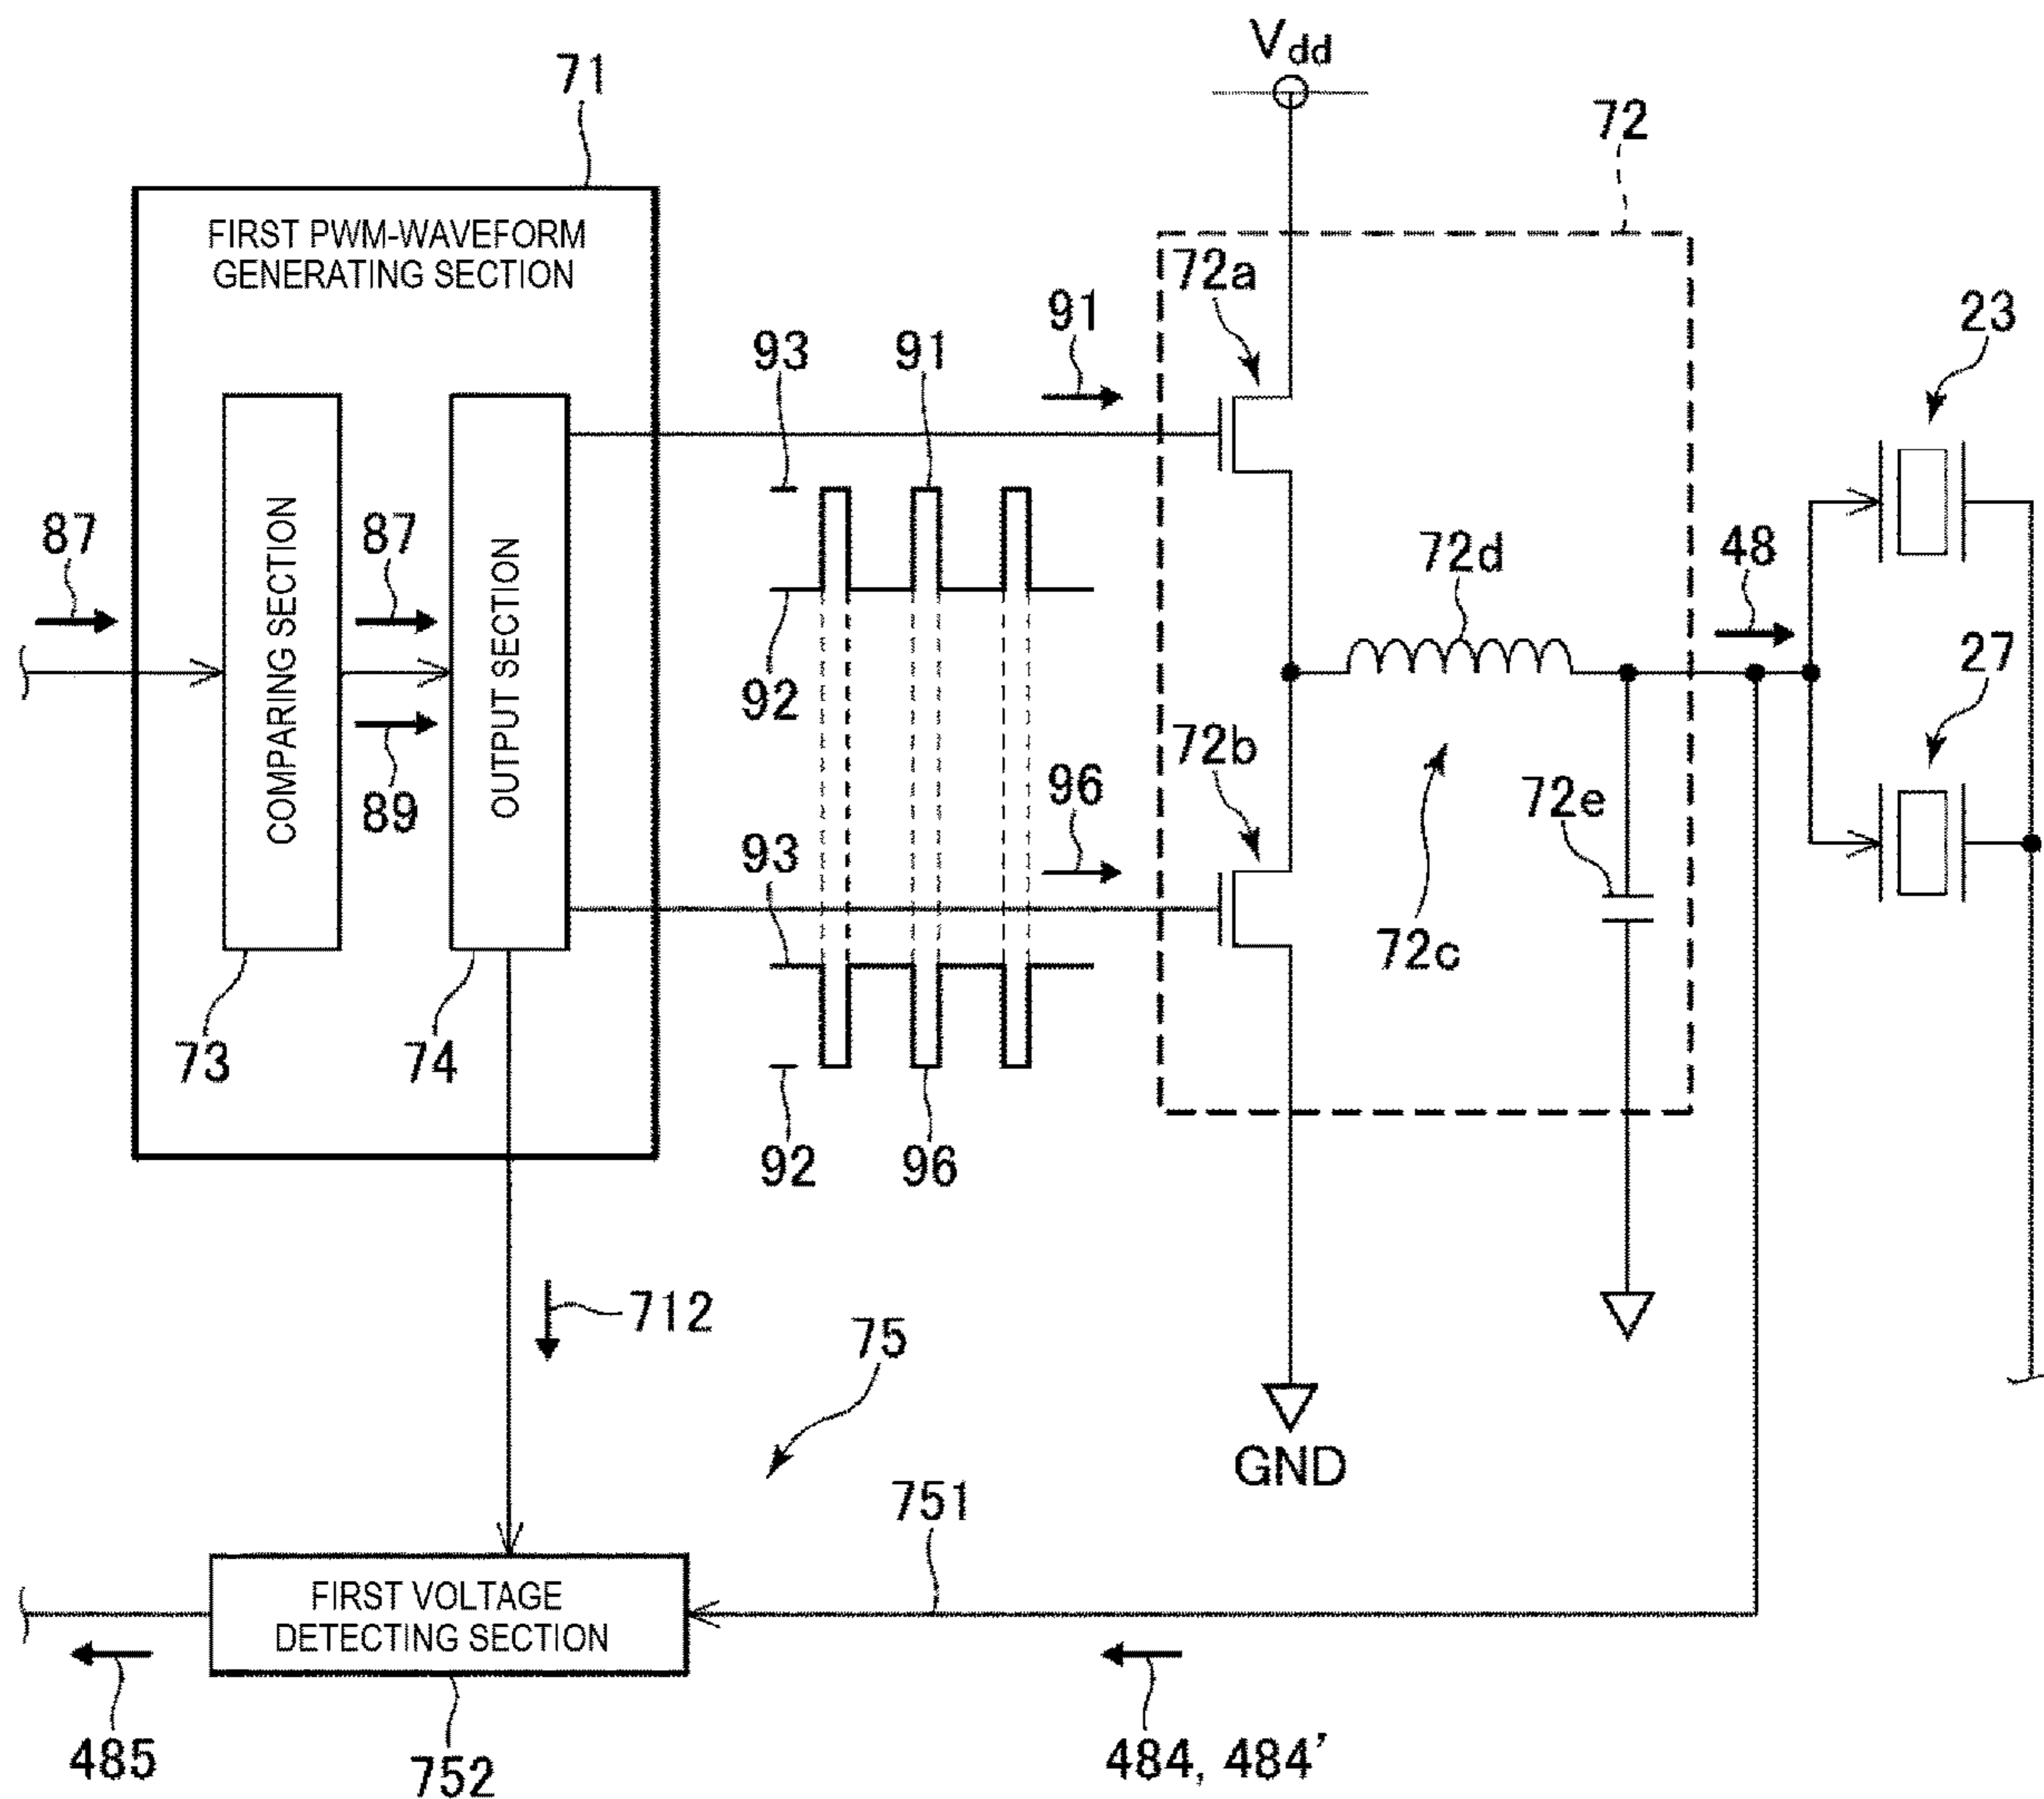 Vdd
71
72
FIRST PWM-WAVEFORM
GENERATING SECTION
72a
91
23
93
91
87
87
72d
48
COMPARING SECTION
OUTPUT SECTION
27
92
72b
96
72e
89
93
72c
73
74
92
96
712
75
GND
751
FIRST VOLTAGE
DETECTING SECTION
485
752
484, 484’